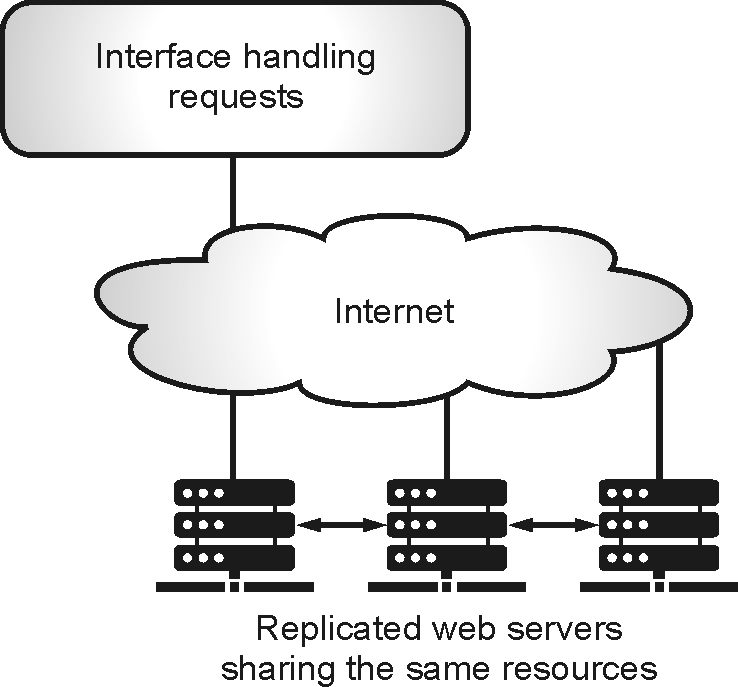 Interface handling
requests
Internet
Replicated web servers
sharing the same resources